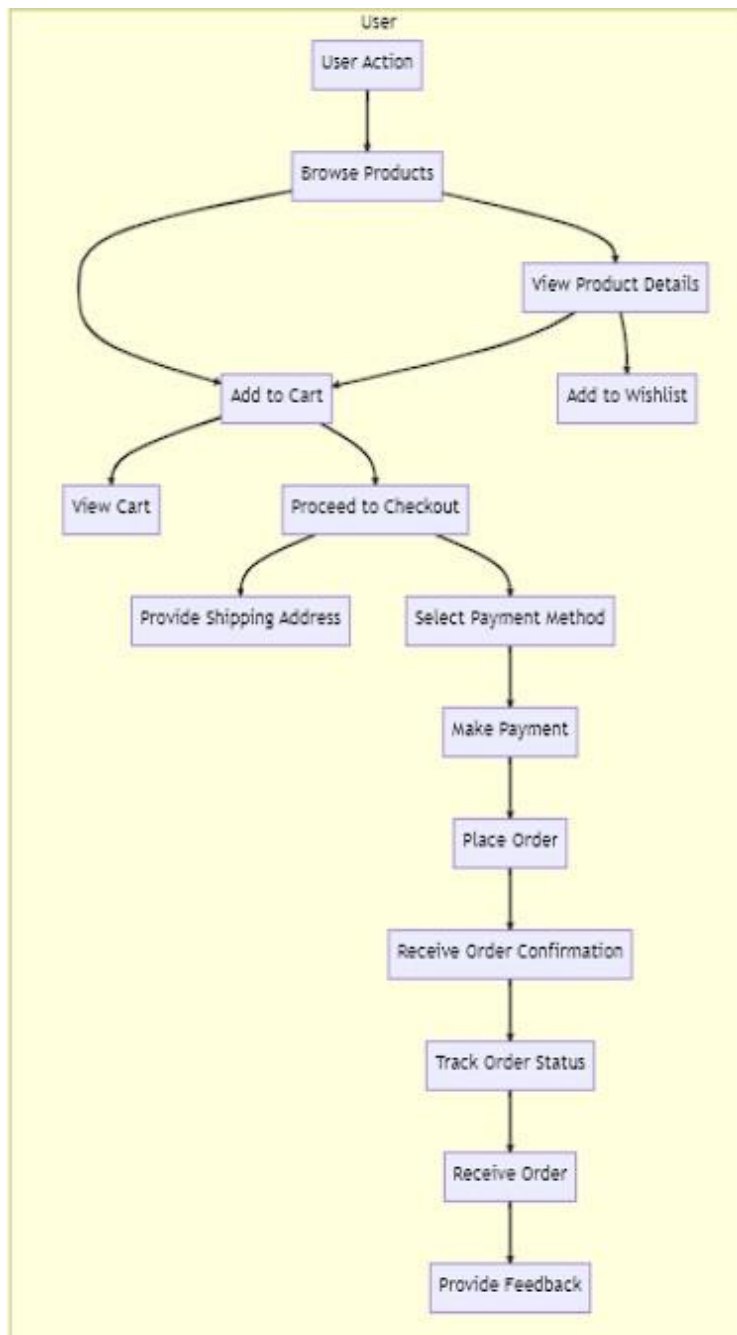 User
User Action
Browse Products
View Product Details
Add to Cart
Add to Wishlist
View Cart
Proceed to Checkout
Provide Shipping Address
Select Payment Method
Make Payment
Place Order
Receive Order Confirmation
Track Order Status
Receive Order
Provide Feedback